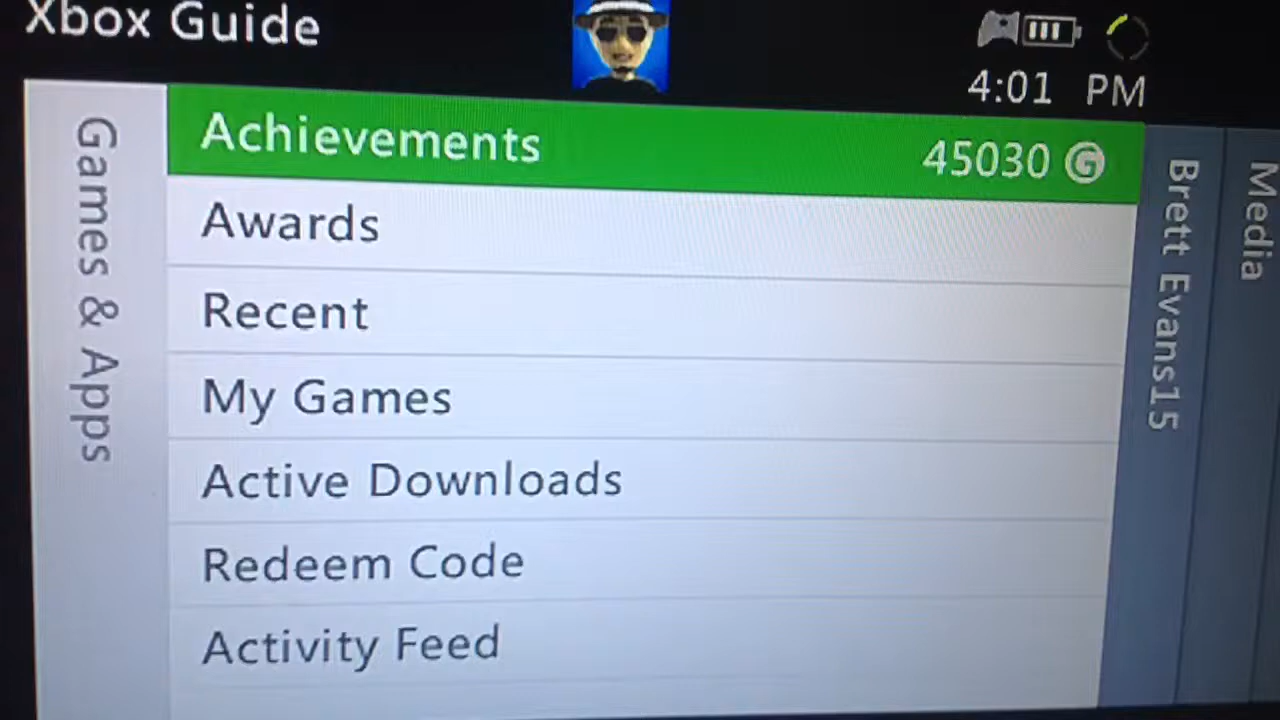 Xbox Guide
4:01 PM
Games & Apps
Achievements 45030 G
Awards
Recent
My Games
Active Downloads
Redeem Code
Activity Feed
Brett Evans15
Media